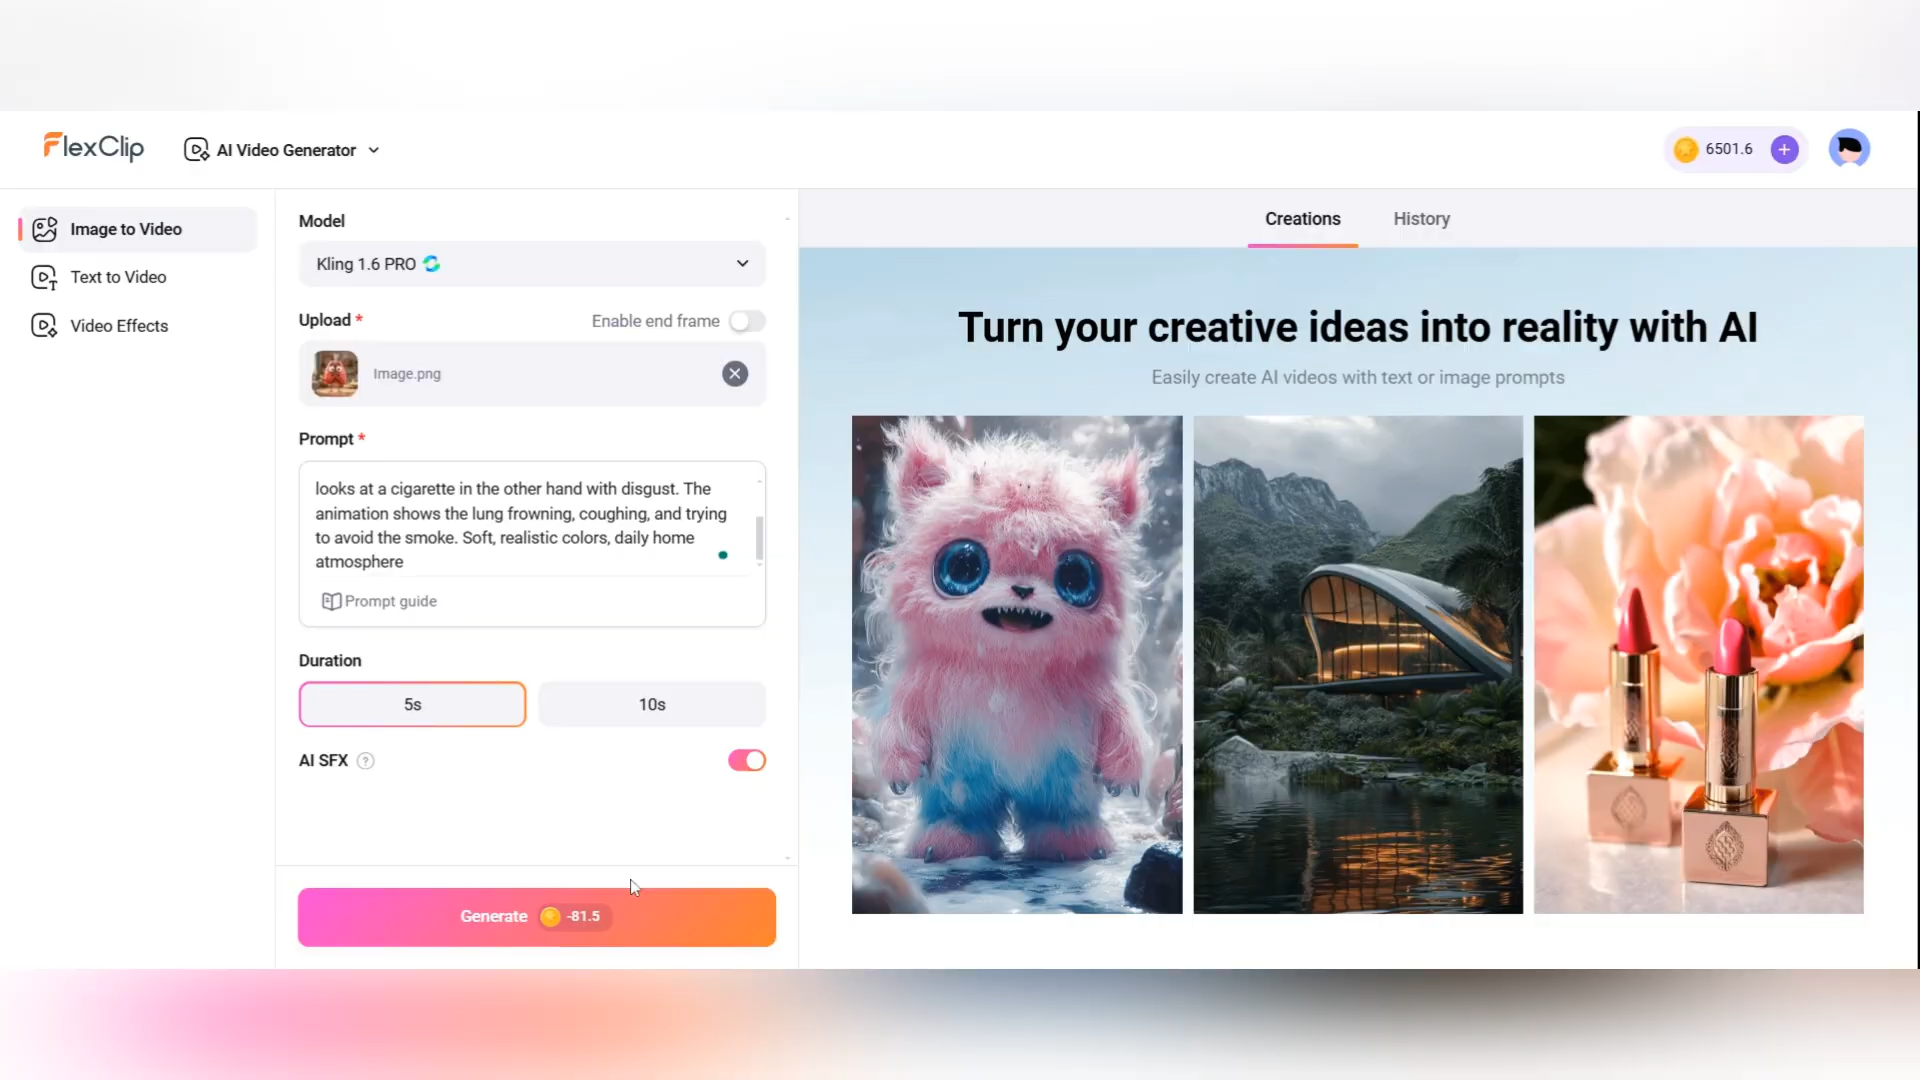 FlexClip
AI Video Generator
6501.6
Image to Video
Text to Video
Video Effects
Model
Kling 1.6 PRO
Upload *
Enable end frame
Image.png
Prompt *
looks at a cigarette in the other hand with disgust. The
animation shows the lung frowning, coughing, and trying
to avoid the smoke. Soft, realistic colors, daily home
atmosphere
Prompt guide
Duration
5s
10s
AI SFX ?
Generate -81.5
Creations
History
Turn your creative ideas into reality with AI
Easily create AI videos with text or image prompts